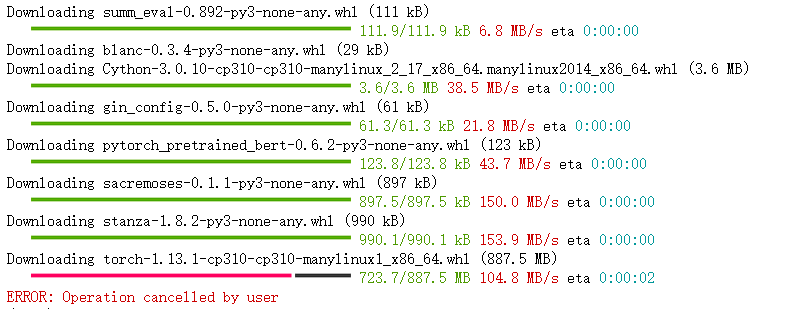 Downloading summ_eval-0.892-py3-none-any.whl (111 kB)
111.9/111.9 kB 6.8 MB/s eta 0:00:00
Downloading blanc-0.3.4-py3-none-any.whl (29 kB)
Downloading Cython-3.0.10-cp310-cp310-manylinux_2_17_x86_64.manylinux2014_x86_64.whl (3.6 MB)
3.6/3.6 MB 38.5 MB/s eta 0:00:00
Downloading gin_config-0.5.0-py3-none-any.whl (61 kB)
61.3/61.3 kB 21.8 MB/s eta 0:00:00
Downloading pytorch_pretrained_bert-0.6.2-py3-none-any.whl (123 kB)
123.8/123.8 kB 43.7 MB/s eta 0:00:00
Downloading sacremoses-0.1.1-py3-none-any.whl (897 kB)
897.5/897.5 kB 150.0 MB/s eta 0:00:00
Downloading stanza-1.8.2-py3-none-any.whl (990 kB)
990.1/990.1 kB 153.9 MB/s eta 0:00:00
Downloading torch-1.13.1-cp310-cp310-manylinux1_x86_64.whl (887.5 MB)
723.7/887.5 MB 104.8 MB/s eta 0:00:02
ERROR: Operation cancelled by user